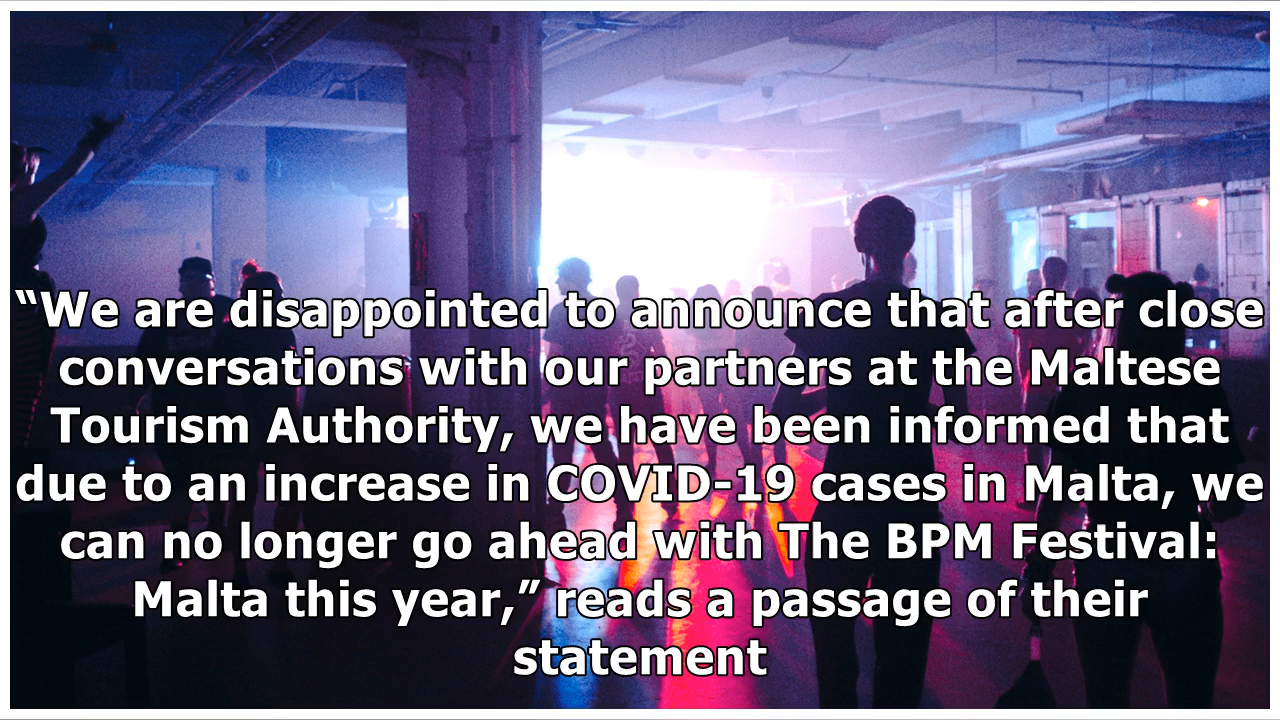 “We are disappointed to announce that after close
conversations with our partners at the Maltese
Tourism Authority, we have been informed that
due to an increase in COVID-19 cases in Malta, we
can no longer go ahead with The BPM Festival:
Malta this year,” reads a passage of their
statement